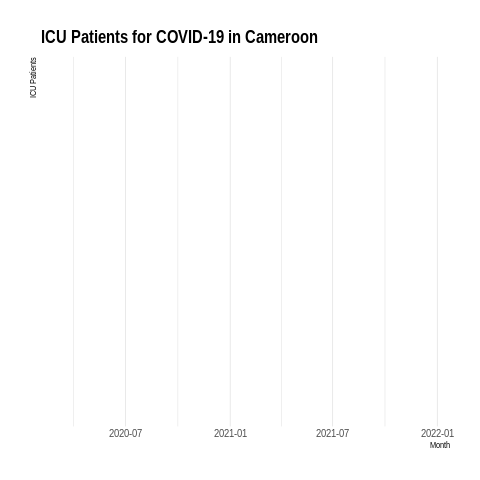 ICU Patients for COVID-19 in Cameroon
ICU Patients
2020-07 2021-01 2021-07 2022-01
Month